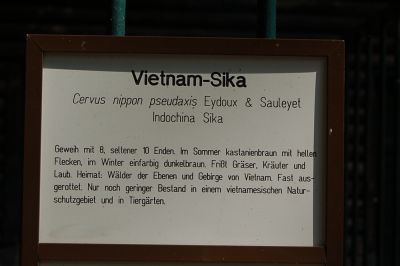 Vietnam-Sika
Cervus nippon pseudaxis Eydoux & Sauleyet
Indochina Sika
Geweih mit 8, seltener 10 Enden. Im Sommer kastanienbraun mit hellen
Flecken, im Winter einfarbig dunkelbraun. Frißt Gräser, Kräuter und
Laub. Heimat: Wälder der Ebenen und Gebirge von Vietnam. Fast aus-
gerottet. Nur noch geringer Bestand in einem vietnamesischen Natur-
schutzgebiet und in Tiergärten.